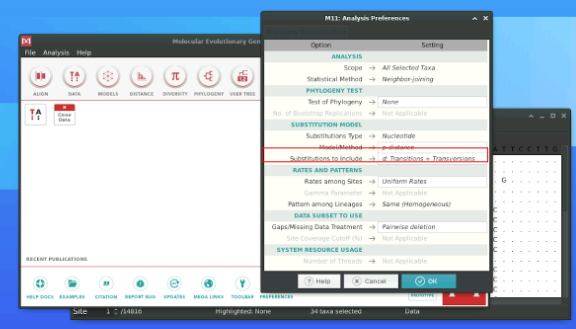 M11: Analysis Preferences
Molecular Evolutionary Gen
File Analysis Help
ALIGN DATA MODELS DISTANCE DIVERSITY PHYLOGENY USER TREE
TA
Close
Data
Option Setting
ANALYSIS
Scope → All Selected Taxa
Statistical Method → Neighbor-joining
PHYLOGENY TEST
Test of Phylogeny → None
No. of Bootstrap Replications → Not Applicable
SUBSTITUTION MODEL
Substitutions Type → Nucleotide
Model/Method → p-distance
Substitutions to Include → d: Transitions + Transversions
RATES AND PATTERNS
Rates among Sites → Uniform Rates
Gamma Parameter → Not Applicable
Pattern among Lineages → Same (Homogeneous)
DATA SUBSET TO USE
Gaps/Missing Data Treatment → Pairwise deletion
Site Coverage Cutoff (%) → Not Applicable
SYSTEM RESOURCE USAGE
Number of Threads → Not Applicable
? Help × Cancel OK
A T T C C T T G
G
RECENT PUBLICATIONS
HELP DOCS EXAMPLES CITATION REPORT BUG UPDATES MEGA LINKS TOOLBAR PREFERENCES
PROTOTYPE
Site 1 /14816 Highlighted: None 34 taxa selected Data